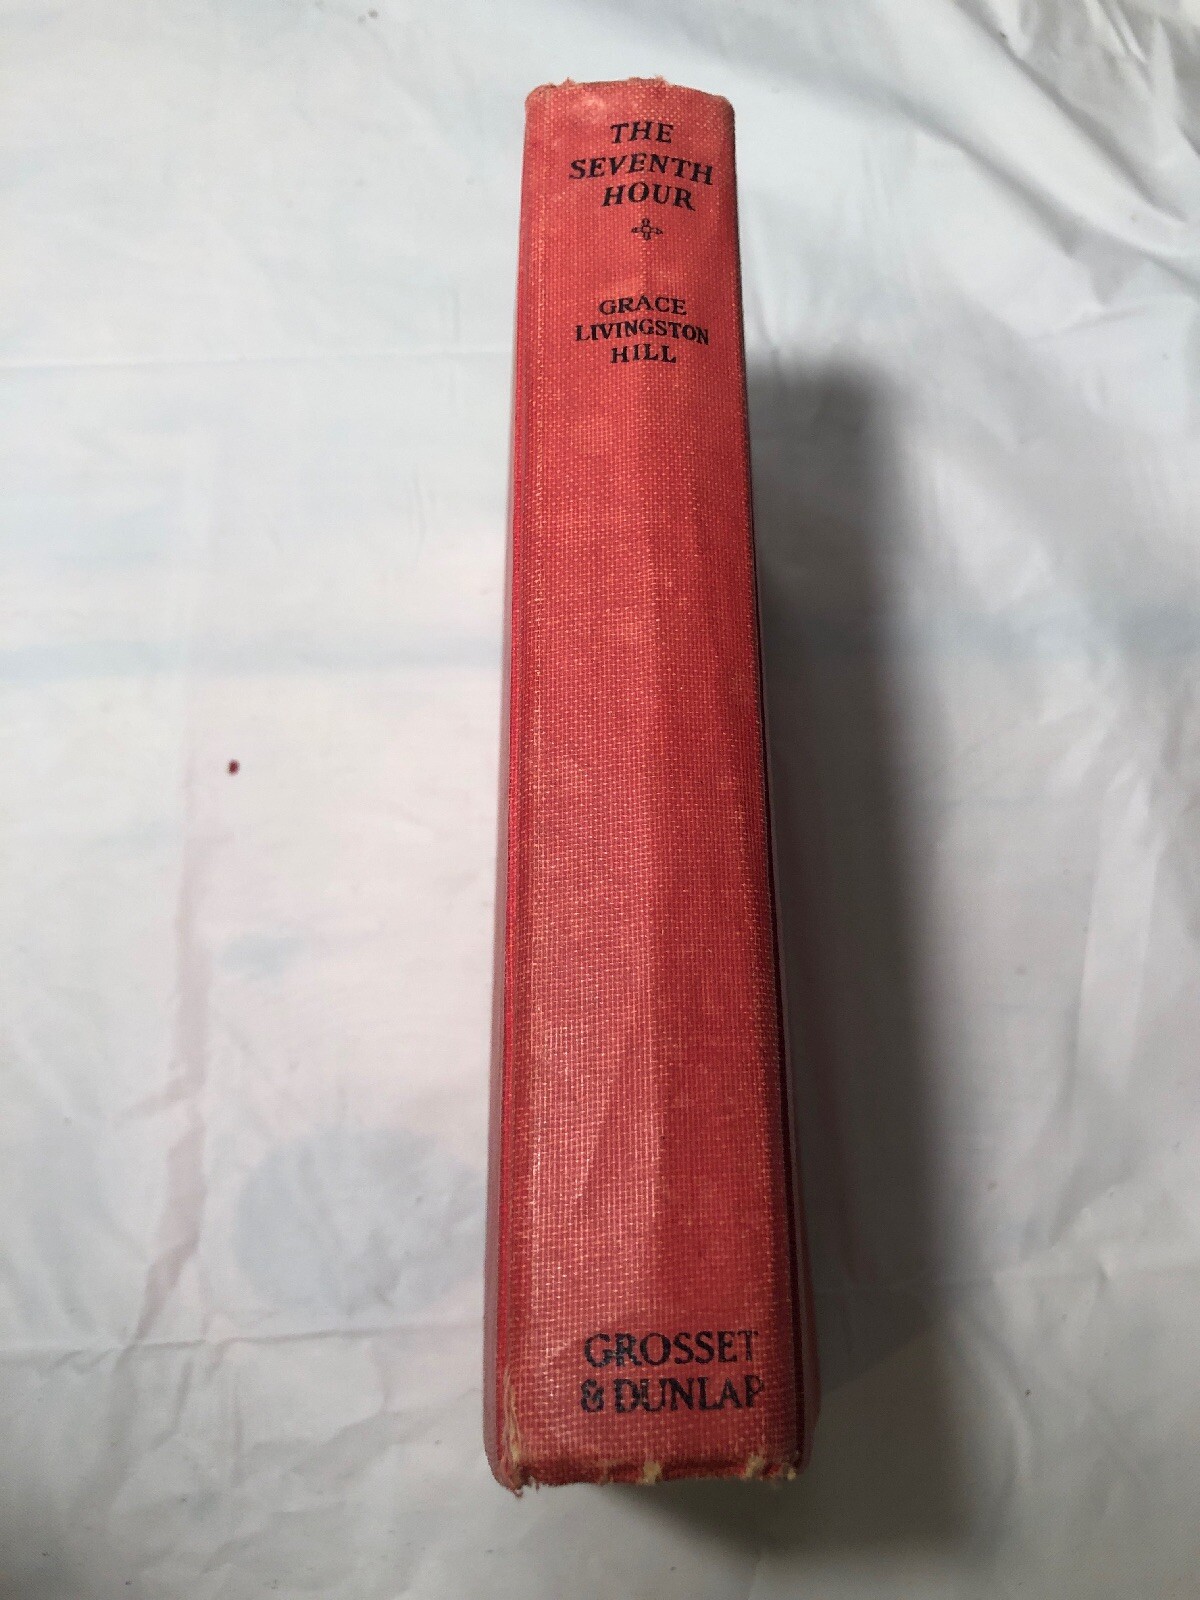 THE
SEVENTH
HOUR
GRACE
LIVINGSTON
HILL
GROSSET
& DUNLAP